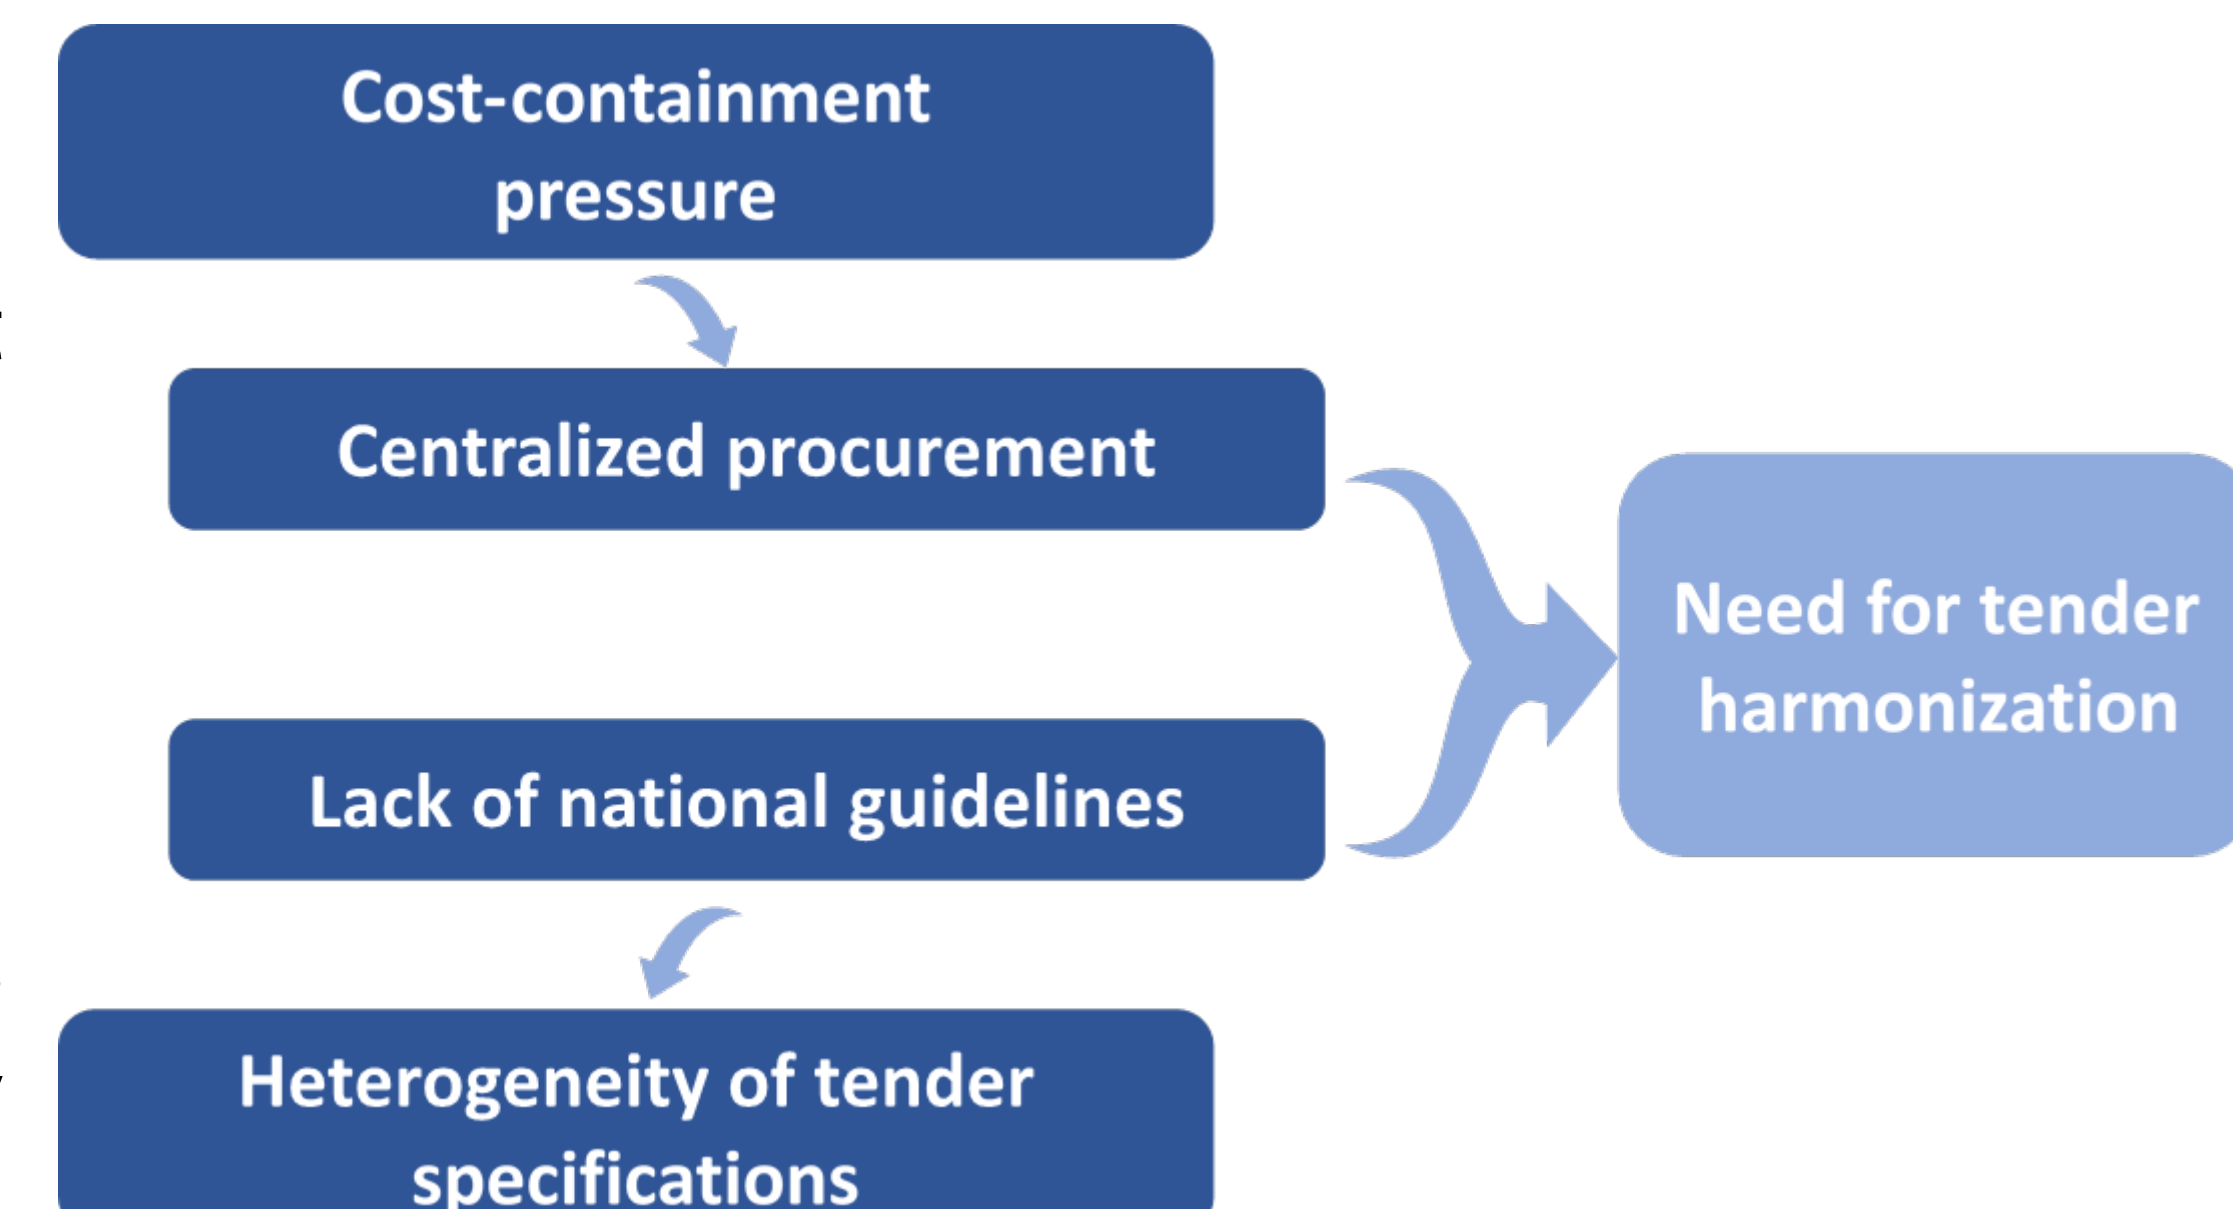 Cost-containment
pressure
Centralized procurement
Need for tender
harmonization
Lack of national guidelines
Heterogeneity of tender
specifications